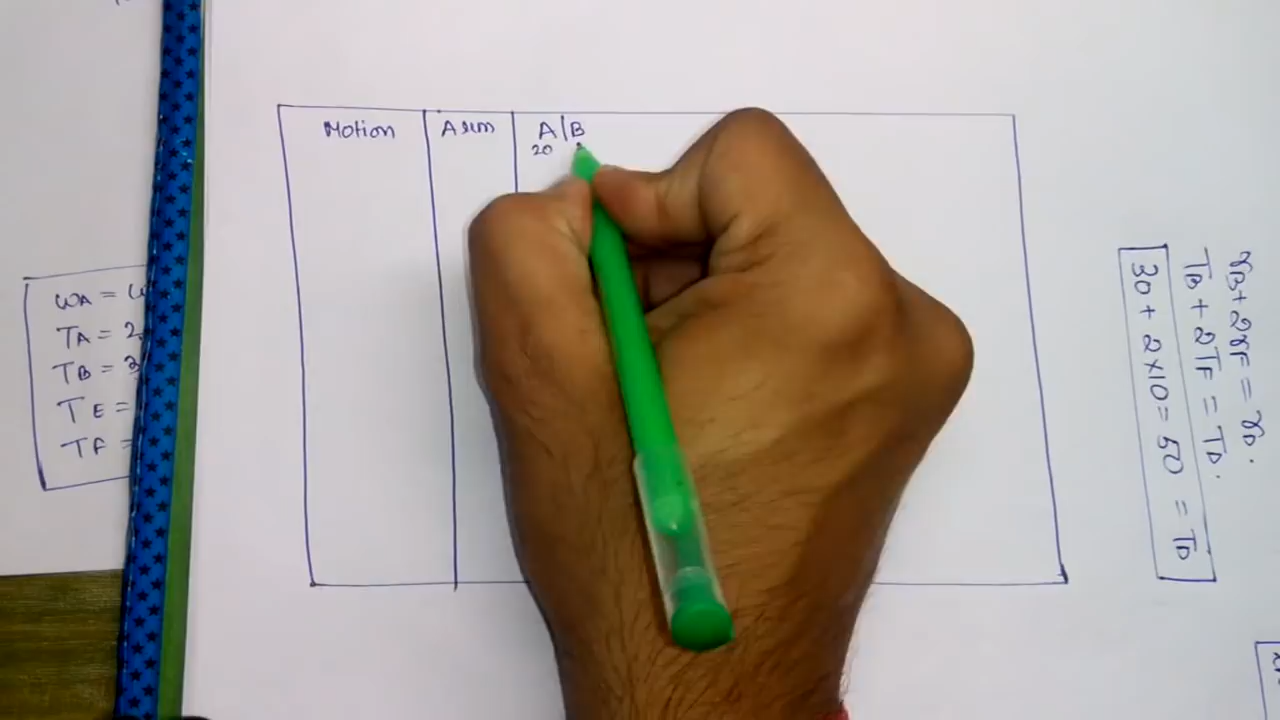 Motion Arm A|B
20
ωA =
TA = 2
TB = 3
TE =
TF =
rB + 2rF = rD.
TB + 2TF = TD.
30 + 2×10 = 50 = TD